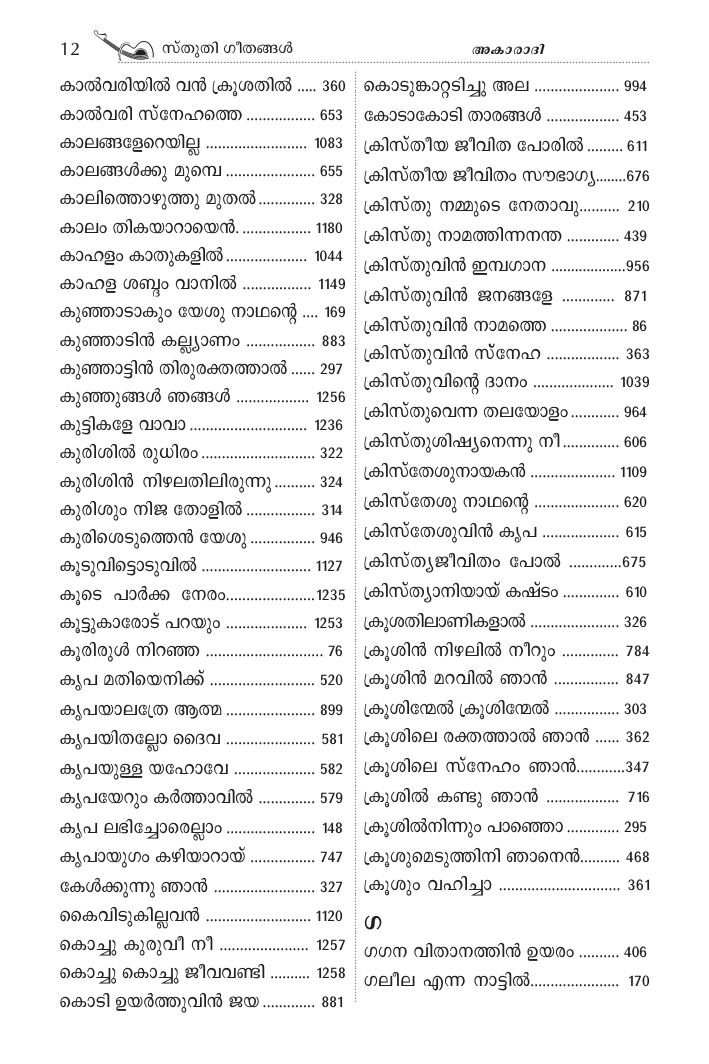 12 സ്തുതി ഗീതങ്ങൾ അകാരാദി
കാൽവരിയിൽ വൻ ക്രൂശതിൽ ..... 360
കാൽവരി സ്നേഹത്തെ ................ 653
കാലങ്ങളേറെയില്ല ......................... 1083
കാലങ്ങൾക്കു മുമ്പെ ...................... 655
കാലിത്തൊഴുത്തു മുതൽ .............. 328
കാലം തികയാറായെൻ. ................. 1180
കാഹളം കാതുകളിൽ .................... 1044
കാഹള ശബ്ദം വാനിൽ ................. 1149
കുഞ്ഞാടാകും യേശു നാഥന്റെ .... 169
കുഞ്ഞാടിൻ കല്ല്യാണം ................. 883
കുഞ്ഞാട്ടിൻ തിരുരക്തത്താൽ ...... 297
കുഞ്ഞുങ്ങൾ ഞങ്ങൾ .................. 1256
കുട്ടികളേ വാവാ ............................. 1236
കുരിശിൽ രുധിരം ............................ 322
കുരിശിൻ നിഴലതിലിരുന്നു .......... 324
കുരിശും നിജ തോളിൽ ................. 314
കുരിശെടുത്തെൻ യേശു ................ 946
കൂടുവിട്ടൊടുവിൽ ........................... 1127
കൂടെ പാർക്ക നേരം...................... 1235
കൂട്ടുകാരോട് പറയും .................... 1253
കൂരിരുൾ നിറഞ്ഞ ............................. 76
കൃപ മതിയെനിക്ക് .......................... 520
കൃപയാലത്രേ ആത്മ ...................... 899
കൃപയിതല്ലോ ദൈവ ...................... 581
കൃപയുള്ള യഹോവേ .................... 582
കൃപയേറും കർത്താവിൽ .............. 579
കൃപ ലഭിച്ചോരെല്ലാം ...................... 148
കൃപായുഗം കഴിയാറായ് ................ 747
കേൾക്കുന്നു ഞാൻ ......................... 327
കൈവിടുകില്ലവൻ .......................... 1120
കൊച്ചു കുരുവീ നീ ...................... 1257
കൊച്ചു കൊച്ചു ജീവവണ്ടി .......... 1258
കൊടി ഉയർത്തുവിൻ ജയ ............. 881
കൊടുങ്കാറ്റടിച്ചു അല ..................... 994
കോടാകോടി താരങ്ങൾ .................. 453
ക്രിസ്തീയ ജീവിത പോരിൽ ......... 611
ക്രിസ്തീയ ജീവിതം സൗഭാഗ്യ........ 676
ക്രിസ്തു നമ്മുടെ നേതാവു.......... 210
ക്രിസ്തു നാമത്തിന്നനന്ത ............. 439
ക്രിസ്തുവിൻ ഇമ്പഗാന .................. 956
ക്രിസ്തുവിൻ ജനങ്ങളേ ............. 871
ക്രിസ്തുവിൻ നാമത്തെ ................... 86
ക്രിസ്തുവിൻ സ്നേഹ .................. 363
ക്രിസ്തുവിന്റെ ദാനം .................... 1039
ക്രിസ്തുവെന്ന തലയോളം ............ 964
ക്രിസ്തുശിഷ്യനെന്നു നീ .............. 606
ക്രിസ്തേശുനായകൻ ..................... 1109
ക്രിസ്തേശു നാഥന്റെ ..................... 620
ക്രിസ്തേശുവിൻ കൃപ ................... 615
ക്രിസ്ത്യജീവിതം പോൽ ............. 675
ക്രിസ്ത്യാനിയായ് കഷ്ടം .............. 610
ക്രൂശതിലാണികളാൽ ...................... 326
ക്രൂശിൻ നിഴലിൽ നീറും .............. 784
ക്രൂശിൻ മറവിൽ ഞാൻ ................ 847
ക്രൂശിന്മേൽ ക്രൂശിന്മേൽ ................ 303
ക്രൂശിലെ രക്തത്താൽ ഞാൻ ...... 362
ക്രൂശിലെ സ്നേഹം ഞാൻ............ 347
ക്രൂശിൽ കണ്ടു ഞാൻ .................. 716
ക്രൂശിൽനിന്നും പാഞ്ഞൊ ............. 295
ക്രൂശുമെടുത്തിനി ഞാനെൻ.......... 468
ക്രൂശും വഹിച്ചാ .............................. 361
ഗ
ഗഗന വിതാനത്തിൻ ഉയരം .......... 406
ഗലീല എന്ന നാട്ടിൽ...................... 170